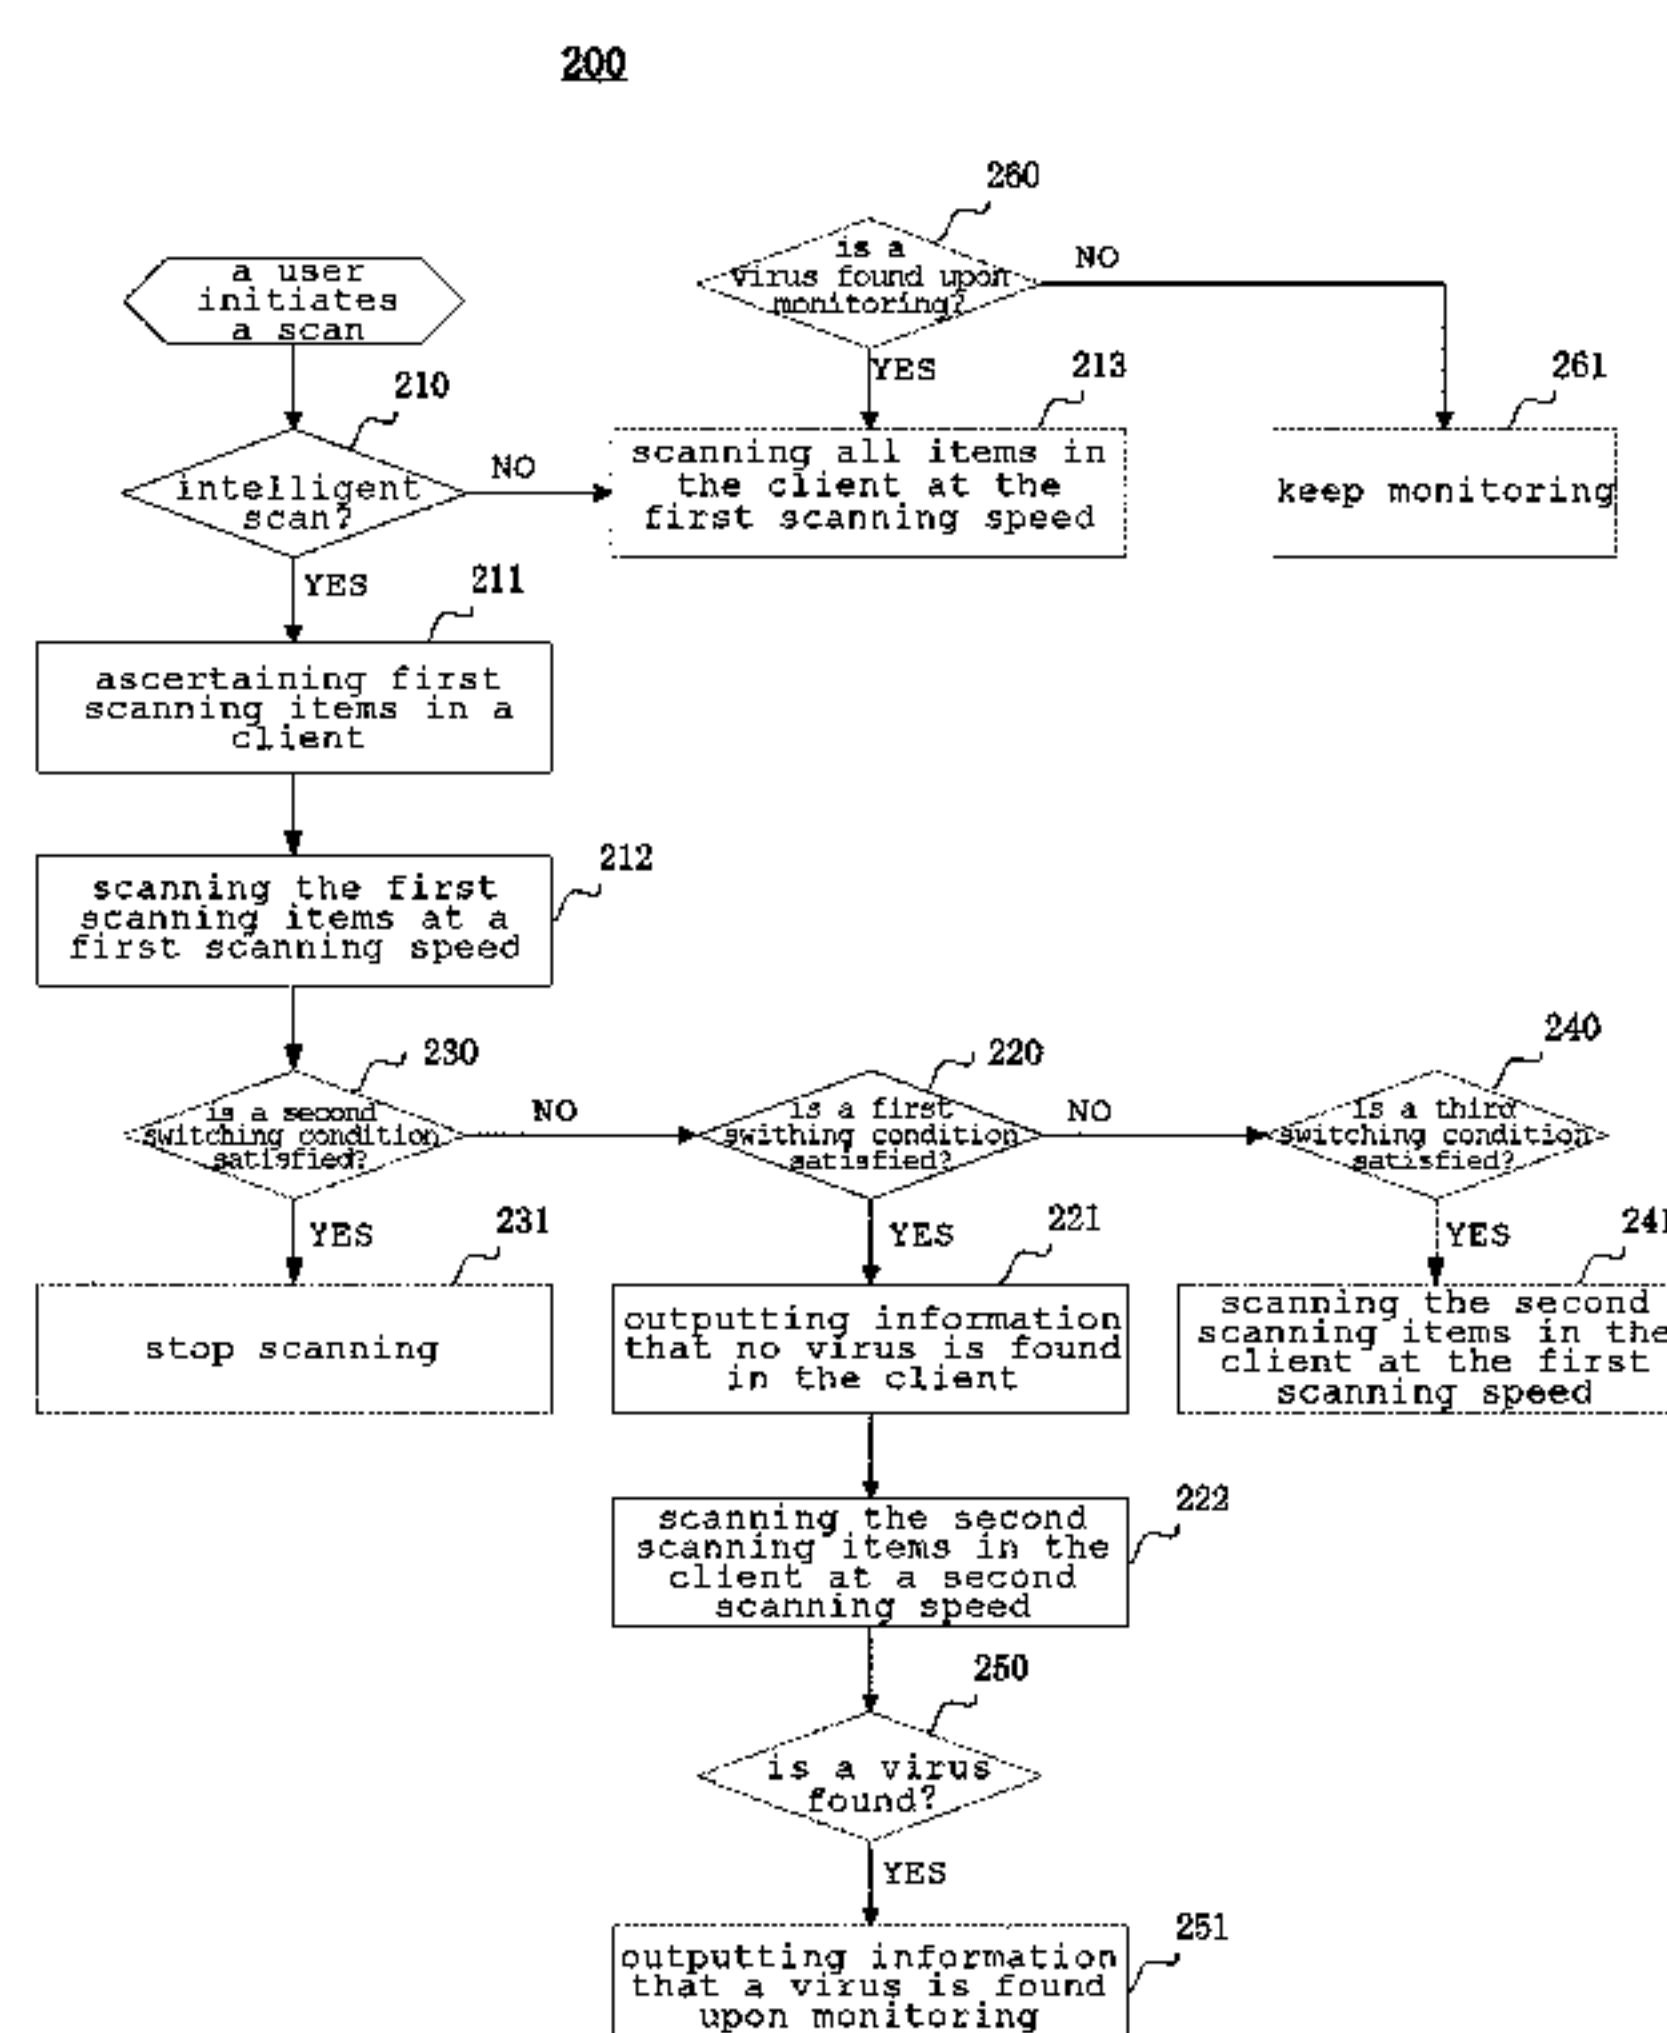 200
260
is a
virus found upon
monitoring?
NO
YES
a user
initiates
a scan
210
intelligent
scan?
NO
YES
213
scanning all items in
the client at the
first scanning speed
261
keep monitoring
211
ascertaining first
scanning items in a
client
212
scanning the first
scanning items at a
first scanning speed
230
is a second
switching condition
satisfied?
NO
YES
220
is a first
swithing condition
satisfied?
NO
YES
240
is a third
switching condition
satisfied?
YES
231
stop scanning
221
outputting information
that no virus is found
in the client
241
scanning the second
scanning items in the
client at the first
scanning speed
222
scanning the second
scanning items in the
client at a second
scanning speed
250
is a virus
found?
YES
251
outputting information
that a virus is found
upon monitoring